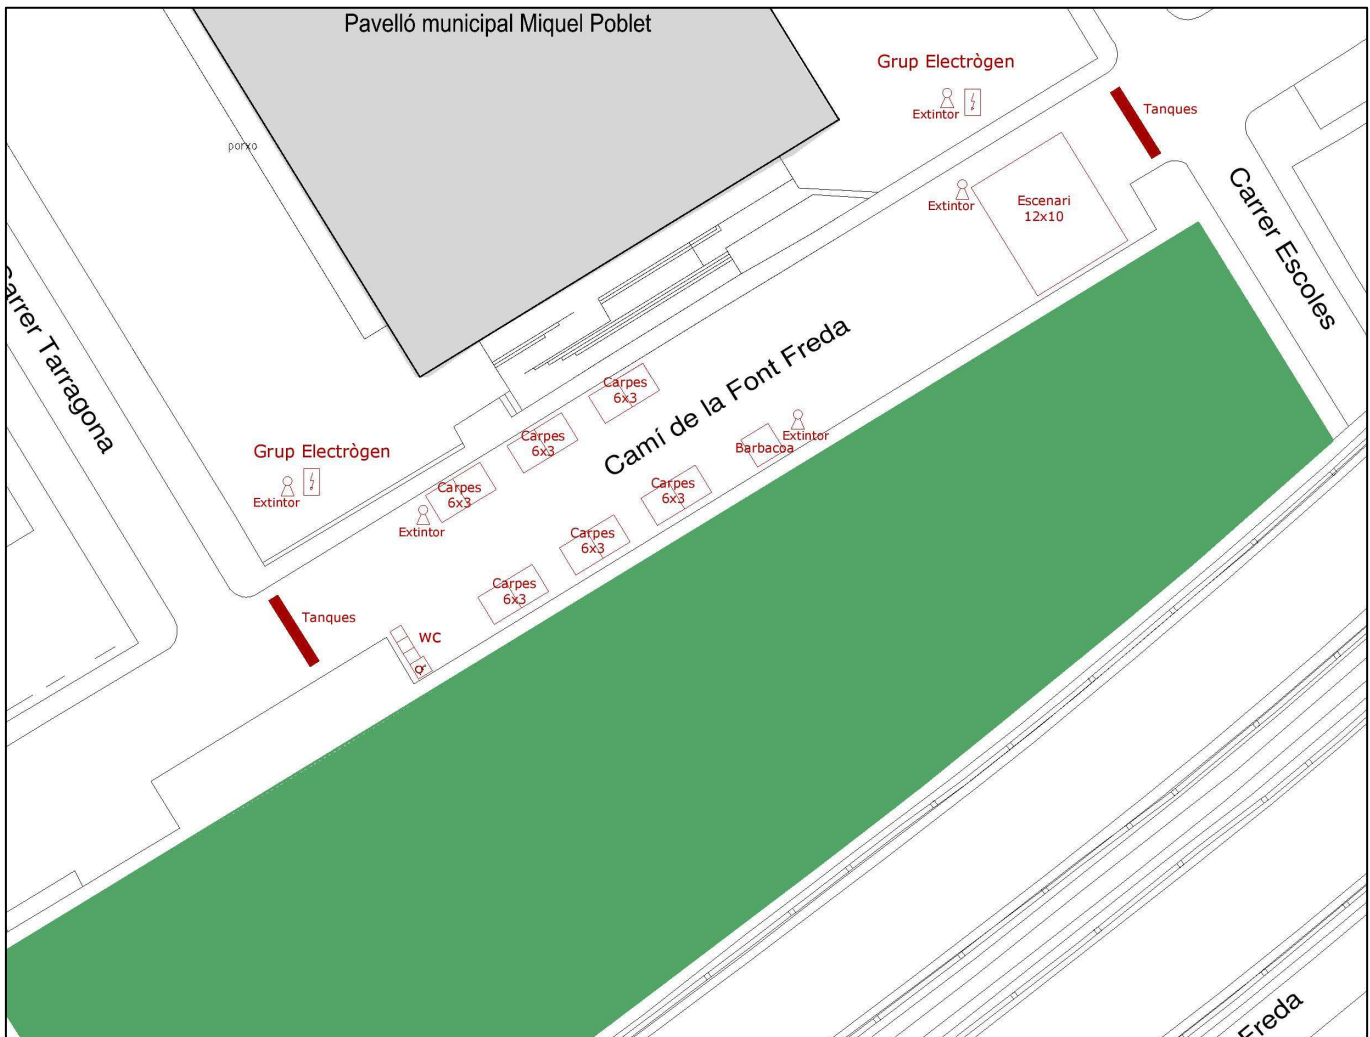 Pavelló municipal Miquel Poblet
Grup Electrògen
Extintor
Tanques
porxo
Extintor
Escenari
12x10
Carrer Escoles
Carrer Tarragona
Camí de la Font Freda
Carpes
6x3
Carpes
6x3
Extintor
Barbacoa
Grup Electrògen
Extintor
Carpes
6x3
Carpes
6x3
Extintor
Carpes
6x3
Carpes
6x3
Tanques
WC
Freda